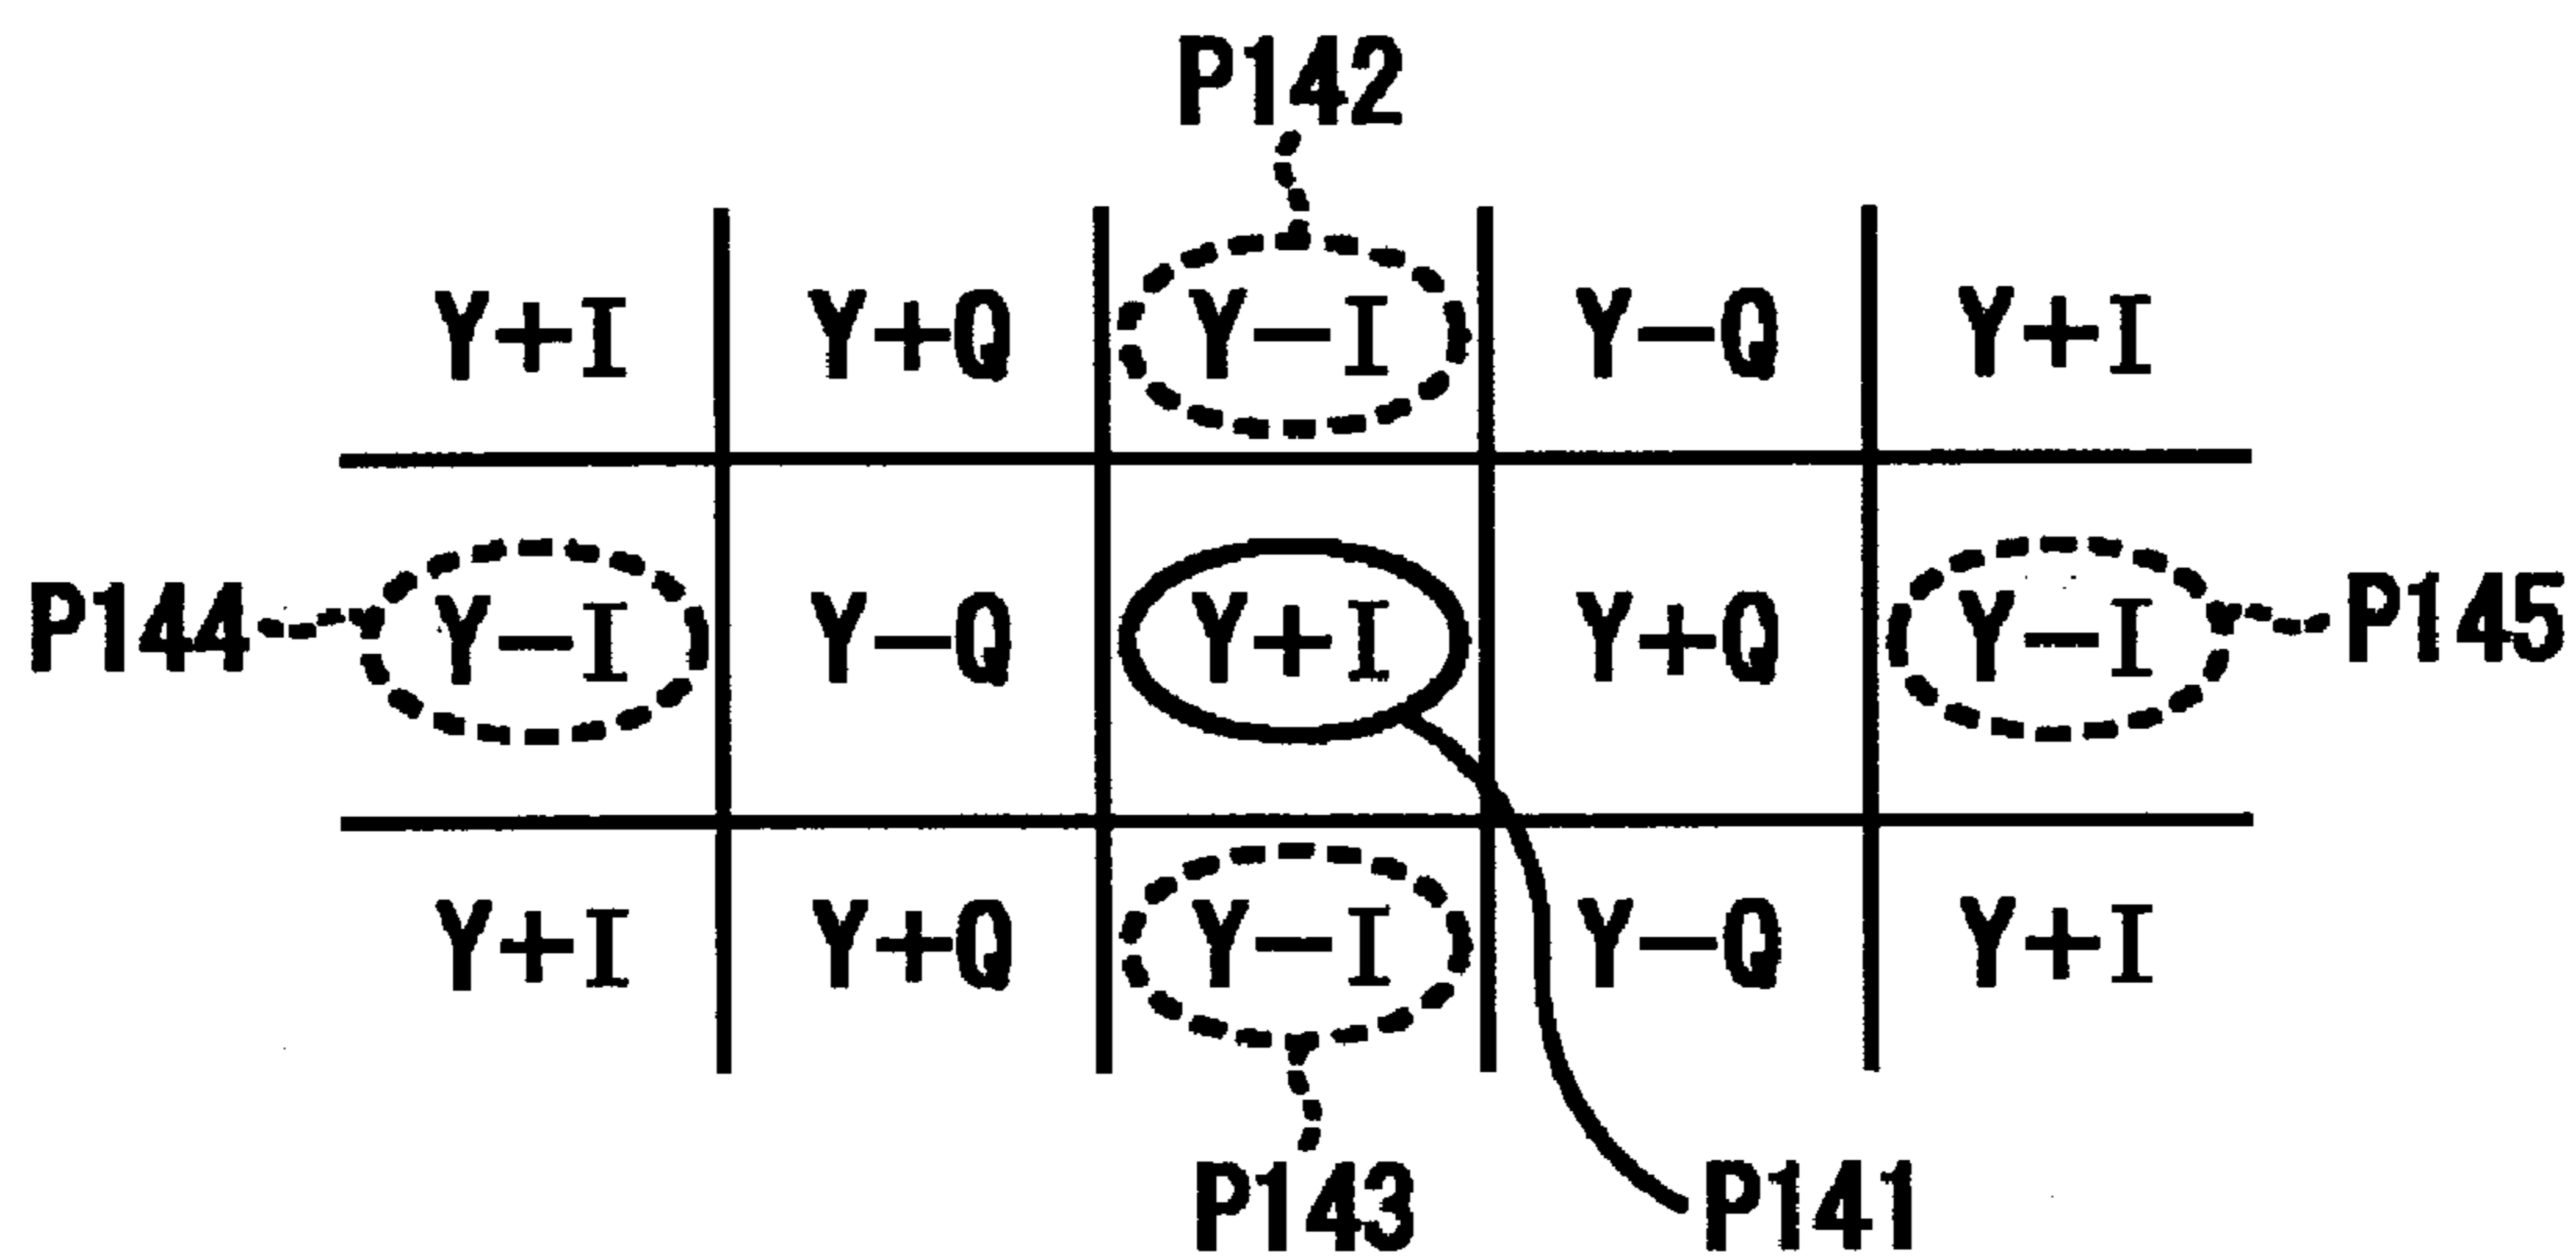 P142
Y+I Y+Q Y−I Y−Q Y+I
P144 Y−I Y−Q Y+I Y+Q Y−I P145
Y+I Y+Q Y−I Y−Q Y+I
P143 P141